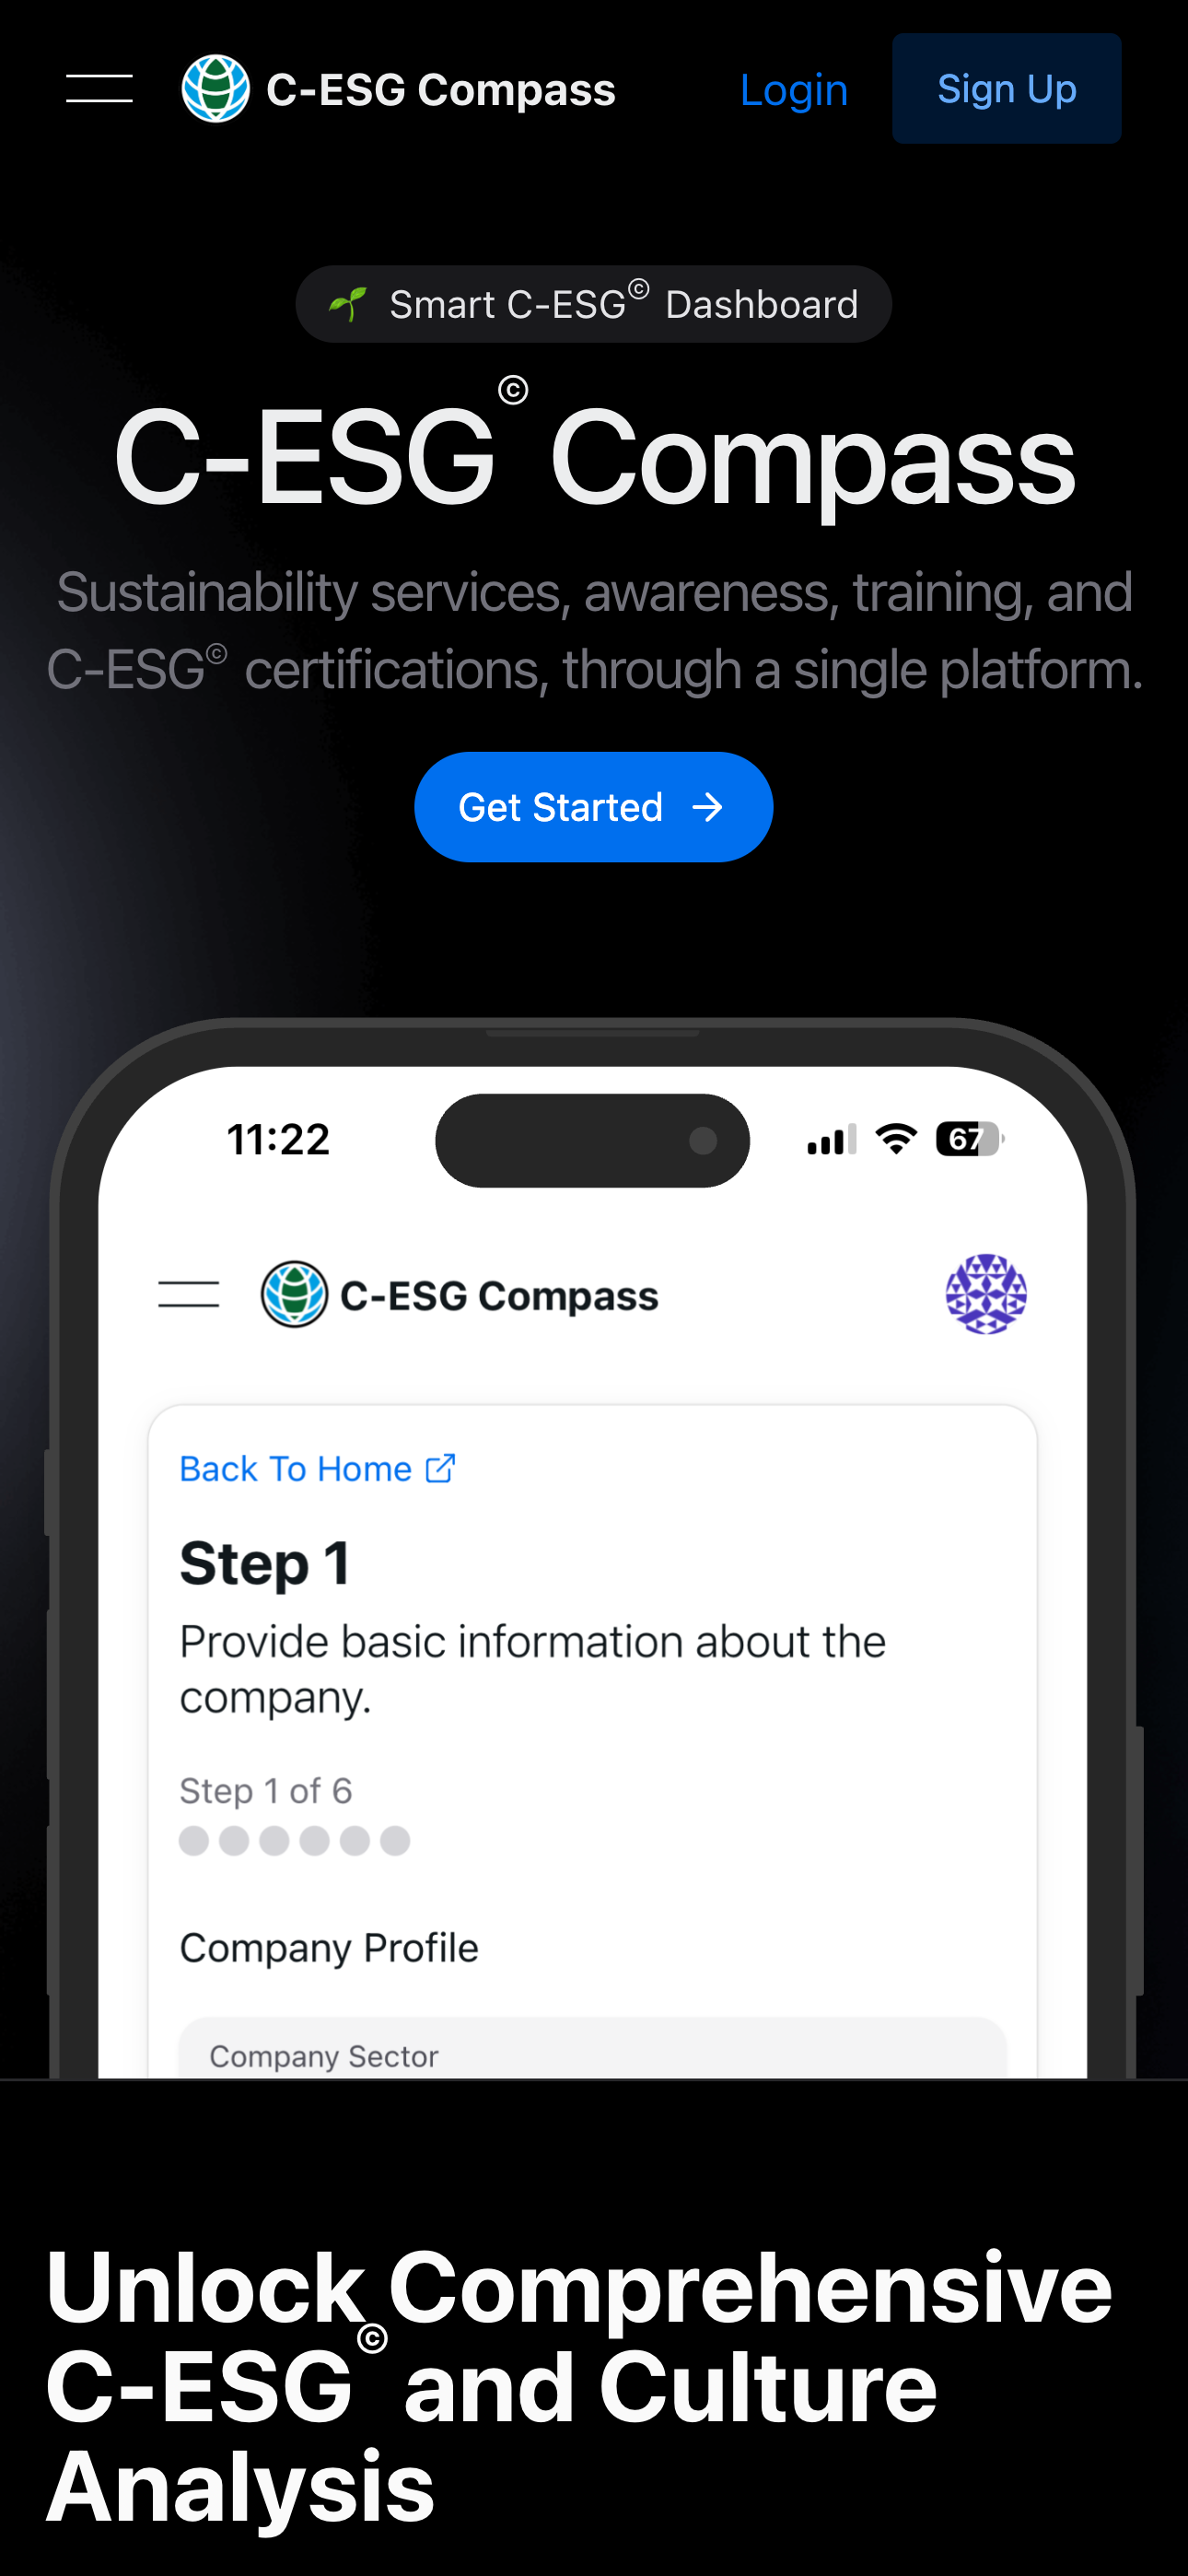 C-ESG Compass
Login
Sign Up
🌱 Smart C-ESG© Dashboard
C-ESG© Compass
Sustainability services, awareness, training, and
C-ESG© certifications, through a single platform.
Get Started →
11:22
67
C-ESG Compass
Back To Home
Step 1
Provide basic information about the
company.
Step 1 of 6
Company Profile
Company Sector
Unlock Comprehensive
C-ESG© and Culture
Analysis